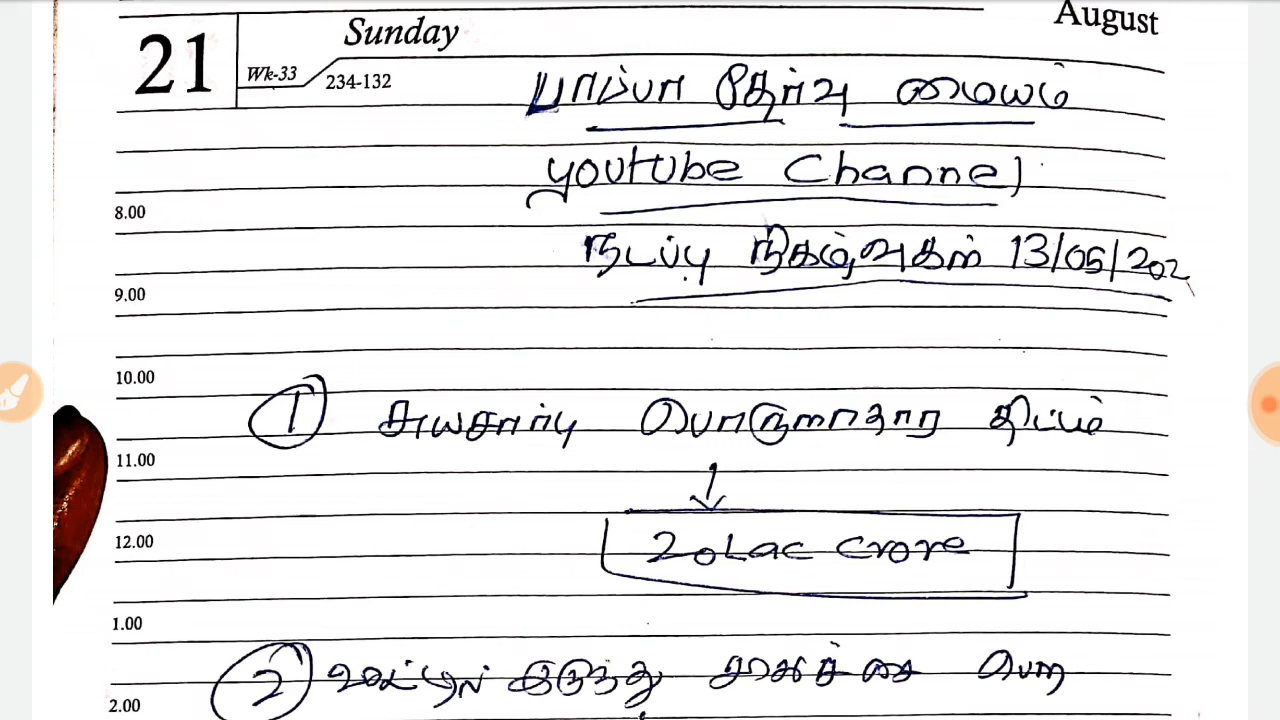 August
Sunday
21
Wk-33
234-132
பாப்பா தேர்வு மையம்
youtube Channel
நடப்பு நிகழ்வுகள் 13/05/202
8.00
9.00
10.00
① சுயசார்பு பொருளாதார திட்டம்
11.00
12.00
20 Lac crore
1.00
② வீட்டில் இருந்து சிகிச்சை பெற
2.00